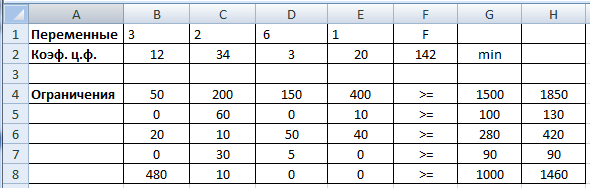 A B C D E F G H
1 Переменные 3 2 6 1 F
2 Коэф. ц.ф. 12 34 3 20 142 min
3
4 Ограничения 50 200 150 400 >= 1500 1850
5 0 60 0 10 >= 100 130
6 20 10 50 40 >= 280 420
7 0 30 5 0 >= 90 90
8 480 10 0 0 >= 1000 1460